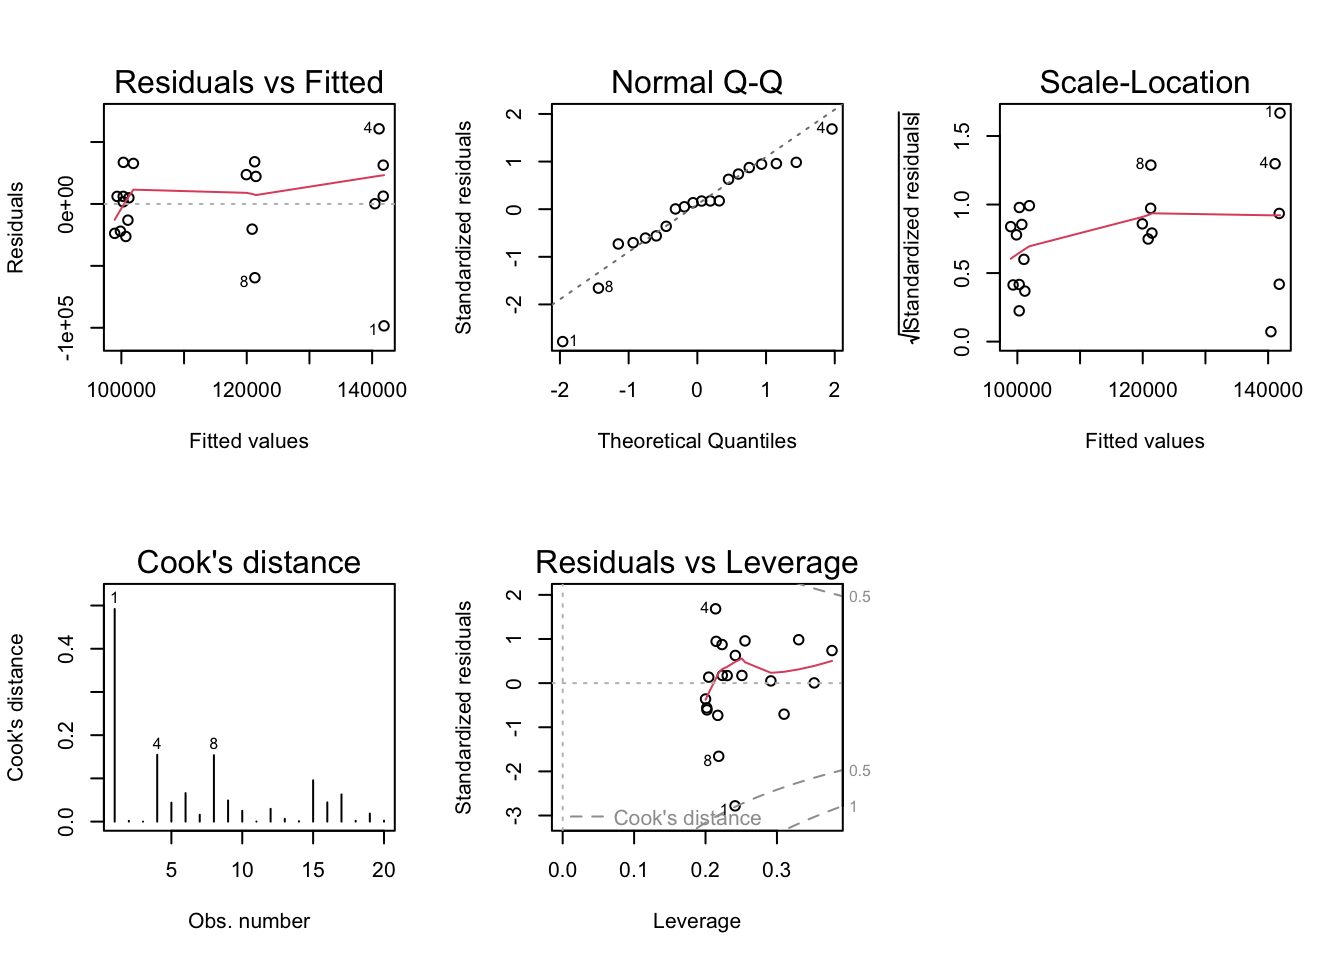 Residuals vs Fitted
Residuals
-1e+05
0e+00
4
8
1
100000 120000 140000
Fitted values
Normal Q-Q
Standardized residuals
-2 -1 0 1 2
4
8
1
-2 -1 0 1 2
Theoretical Quantiles
Scale-Location
√|Standardized residuals|
0.0 0.5 1.0 1.5
1
8
4
100000 120000 140000
Fitted values
Cook's distance
Cook's distance
0.0 0.2 0.4
1
4
8
5 10 15 20
Obs. number
Residuals vs Leverage
Standardized residuals
-3 -2 -1 0 1 2
4
8
1
Cook's distance
0.5
0.5
1
0.0 0.1 0.2 0.3
Leverage